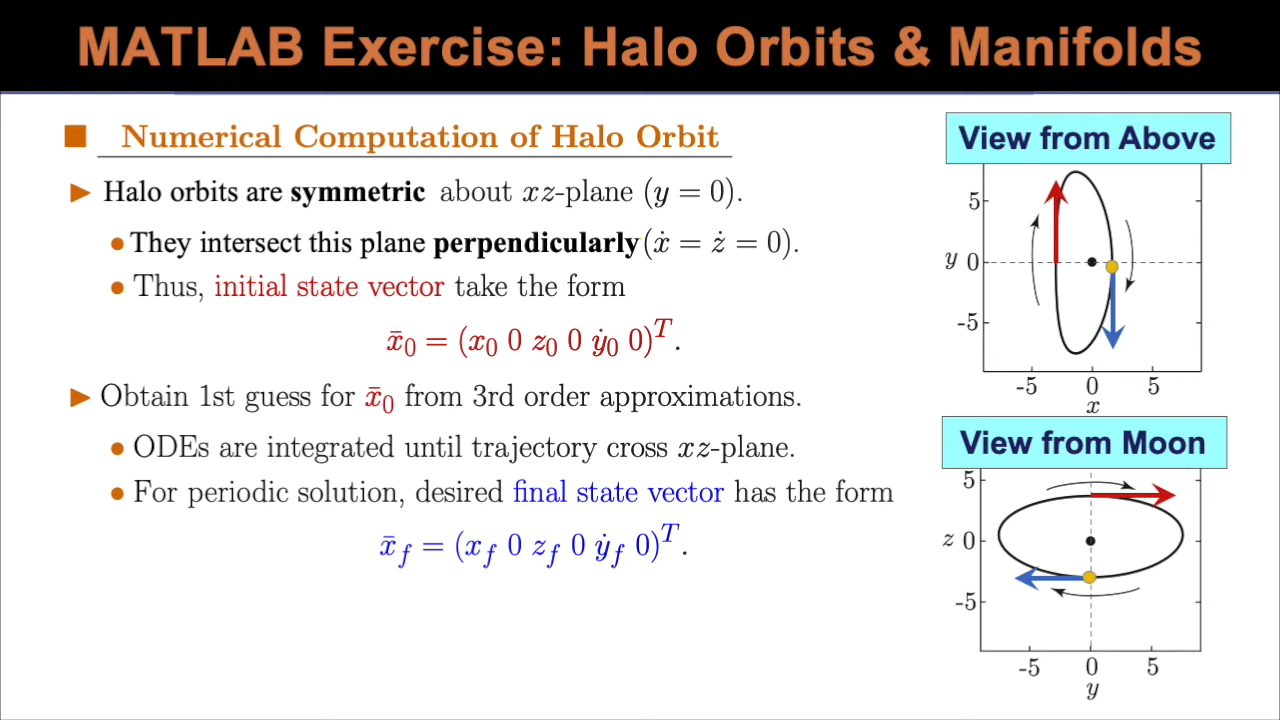 MATLAB Exercise: Halo Orbits & Manifolds
Numerical Computation of Halo Orbit
Halo orbits are symmetric about xz-plane (y = 0).
They intersect this plane perpendicularly(ẋ = ż = 0).
Thus, initial state vector take the form
x̄₀ = (x₀ 0 z₀ 0 ẏ₀ 0)ᵀ.
Obtain 1st guess for x̄₀ from 3rd order approximations.
ODEs are integrated until trajectory cross xz-plane.
For periodic solution, desired final state vector has the form
x̄_f = (x_f 0 z_f 0 ẏ_f 0)ᵀ.
View from Above
5
y 0
-5
-5 0 5
x
View from Moon
5
z 0
-5
-5 0 5
y